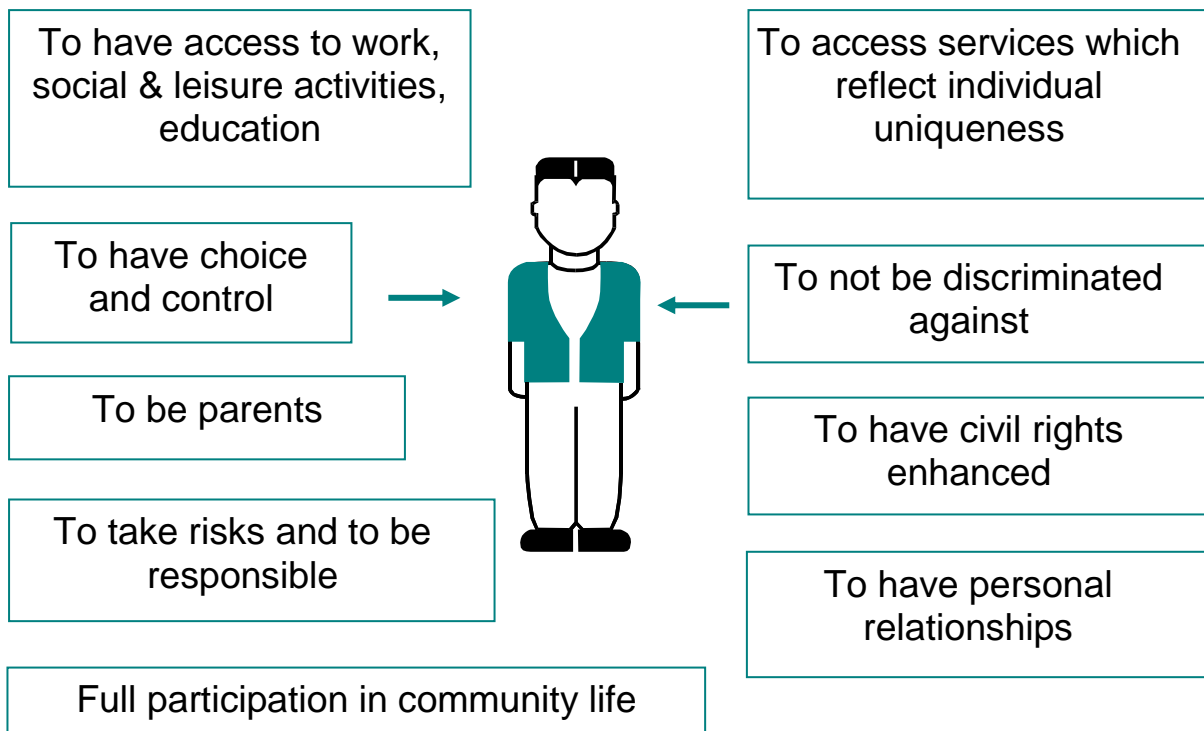 To have access to work,
social & leisure activities,
education
To access services which
reflect individual
uniqueness
To have choice
and control
To not be discriminated
against
To be parents
To have civil rights
enhanced
To take risks and to be
responsible
To have personal
relationships
Full participation in community life